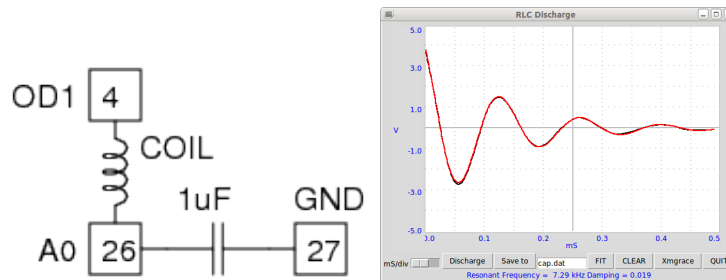 OD1 4
COIL
1uF GND
A0 26 27
RLC Discharge
5.0
3.0
1.0
V
-1.0
-3.0
-5.0
0.0 0.1 0.2 0.3 0.4 0.5
mS
mS/div Discharge Save to cap.dat FIT CLEAR Xmgrace QUIT
Resonant Frequency = 7.29 kHz Damping = 0.019